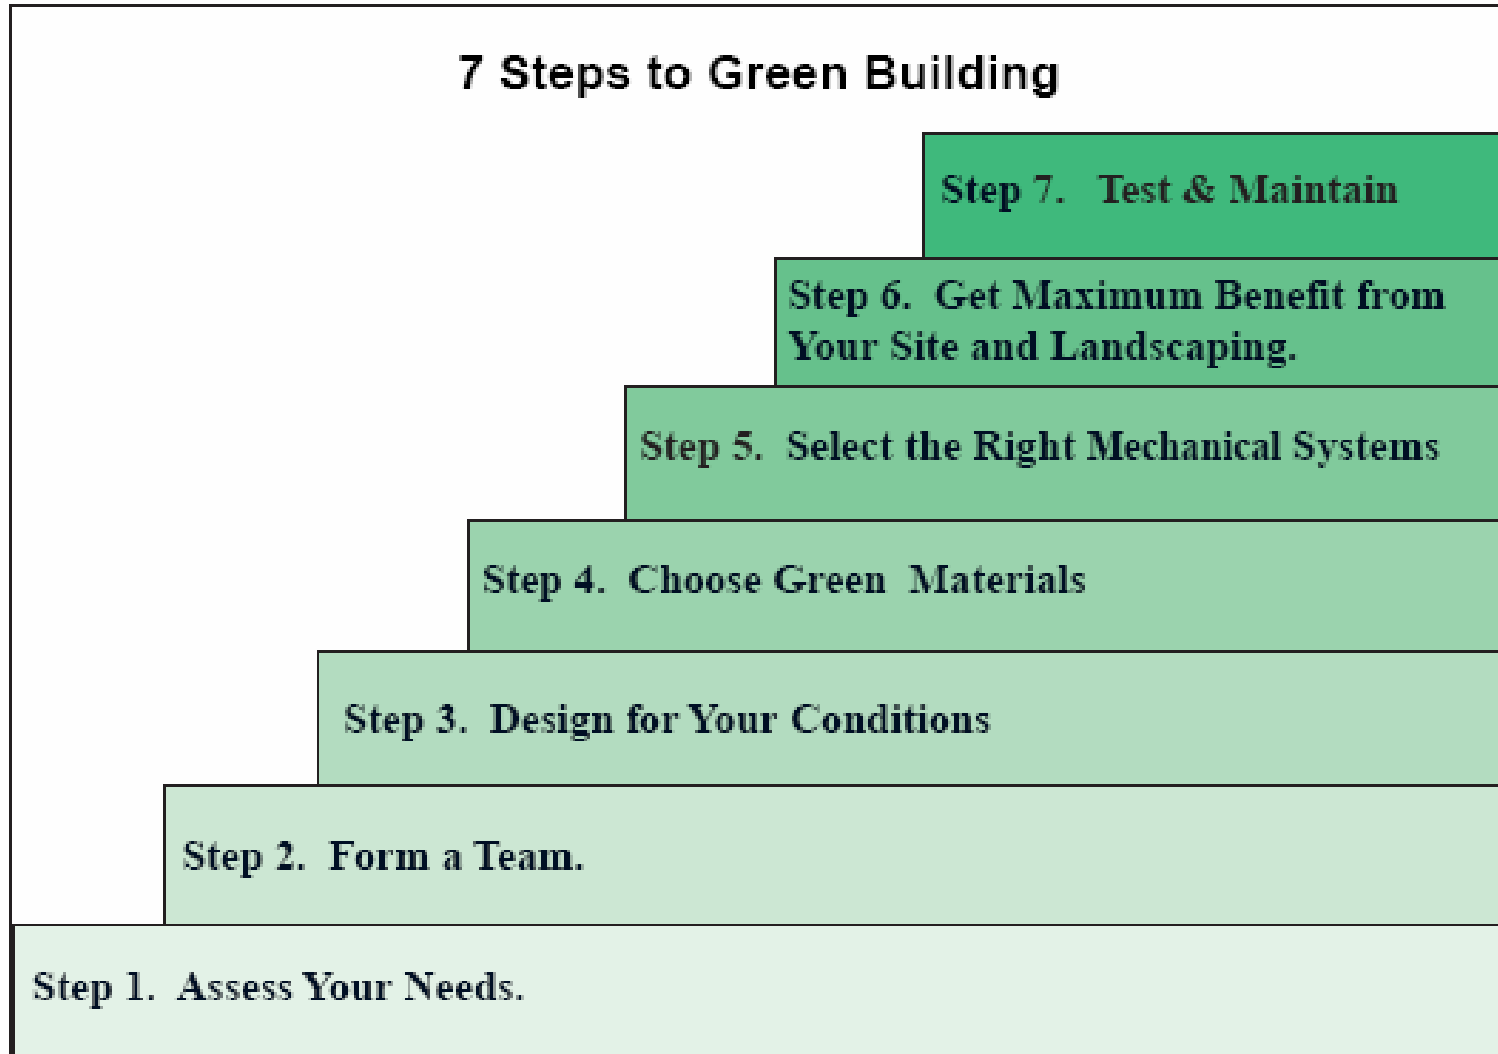 7 Steps to Green Building
Step 7. Test & Maintain
Step 6. Get Maximum Benefit from
Your Site and Landscaping.
Step 5. Select the Right Mechanical Systems
Step 4. Choose Green Materials
Step 3. Design for Your Conditions
Step 2. Form a Team.
Step 1. Assess Your Needs.